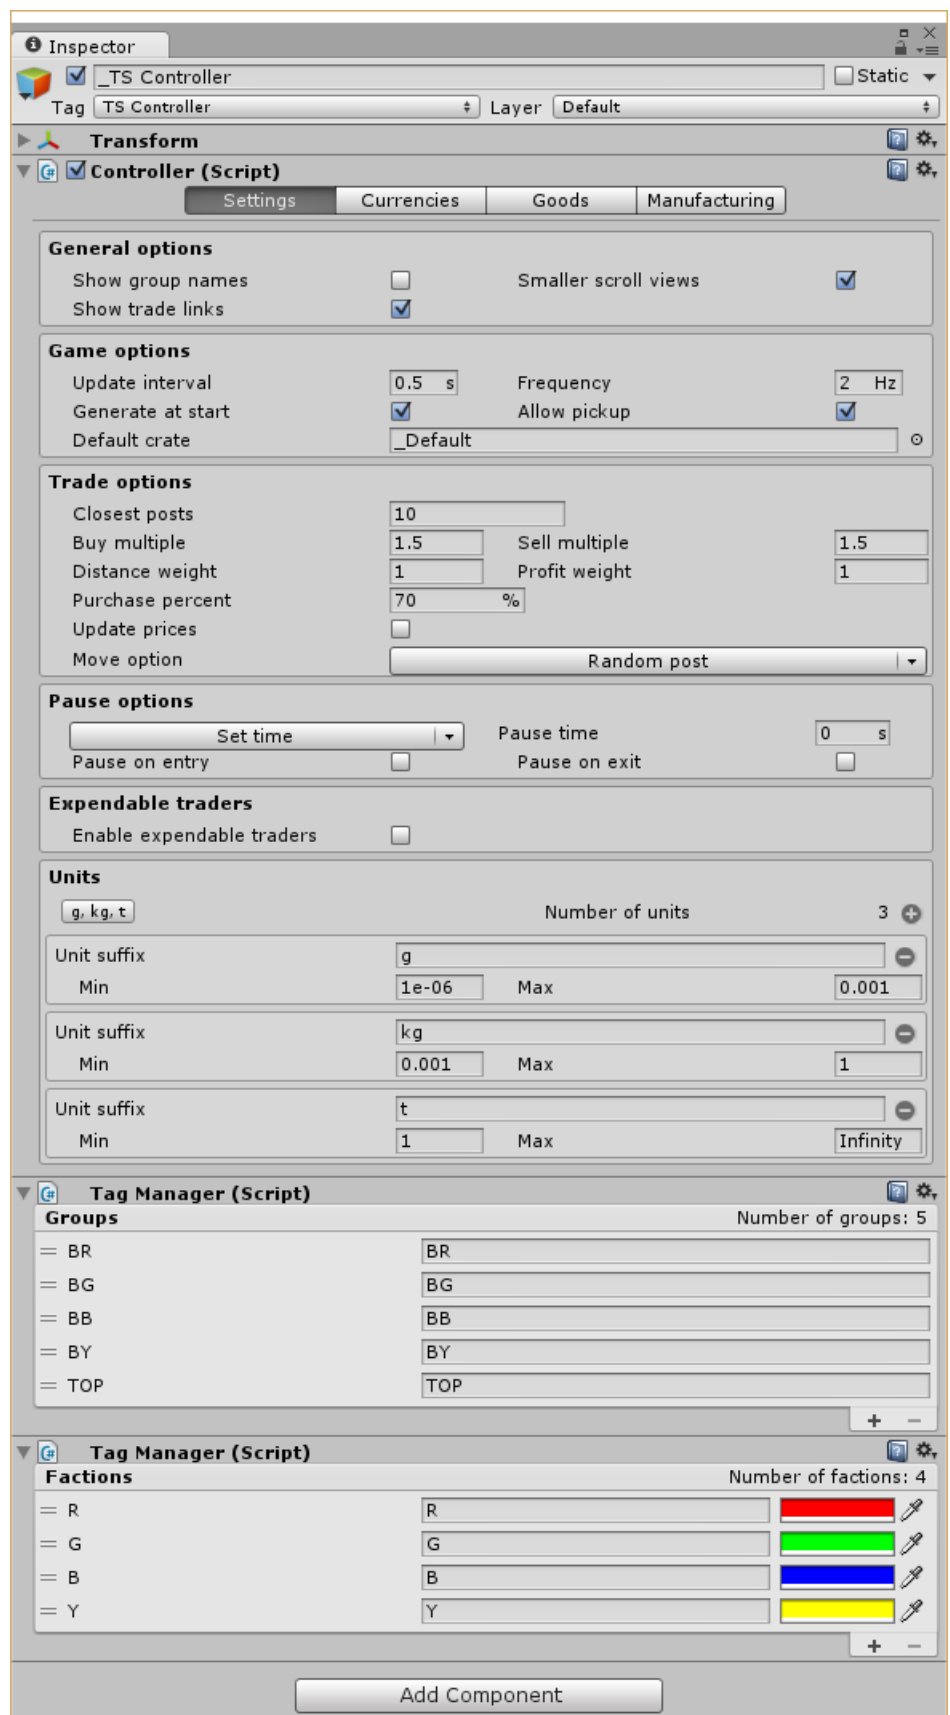 Inspector
_TS Controller Static
Tag TS Controller Layer Default
Transform
Controller (Script)
Settings Currencies Goods Manufacturing
General options
Show group names Smaller scroll views
Show trade links
Game options
Update interval 0.5 s Frequency 2 Hz
Generate at start Allow pickup
Default crate _Default
Trade options
Closest posts 10
Buy multiple 1.5 Sell multiple 1.5
Distance weight 1 Profit weight 1
Purchase percent 70 %
Update prices
Move option Random post
Pause options
Set time Pause time 0 s
Pause on entry Pause on exit
Expendable traders
Enable expendable traders
Units
g, kg, t Number of units 3
Unit suffix g
Min 1e-06 Max 0.001
Unit suffix kg
Min 0.001 Max 1
Unit suffix t
Min 1 Max Infinity
Tag Manager (Script)
Groups Number of groups: 5
BR BR
BG BG
BB BB
BY BY
TOP TOP
Tag Manager (Script)
Factions Number of factions: 4
R R
G G
B B
Y Y
Add Component